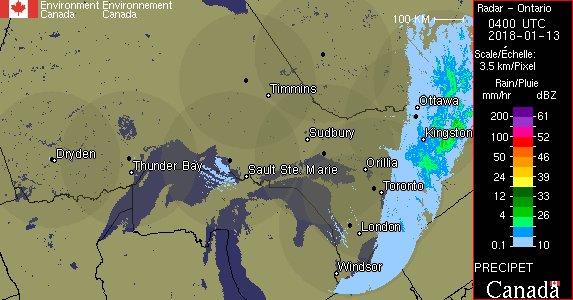 Environment Environnement
Canada Canada
100 KM
Timmins
Ottawa
Sudbury
Kingston
Dryden
Thunder Bay
Sault Ste. Marie
Orillia
Toronto
London
Windsor
Radar - Ontario
0400 UTC
2018-01-13
Scale/Échelle:
3.5 km/Pixel
Rain/Pluie
mm/hr dBZ
200 61
100 52
50 46
24 39
12 33
4 26
0.1 10
PRECIPET
Canada